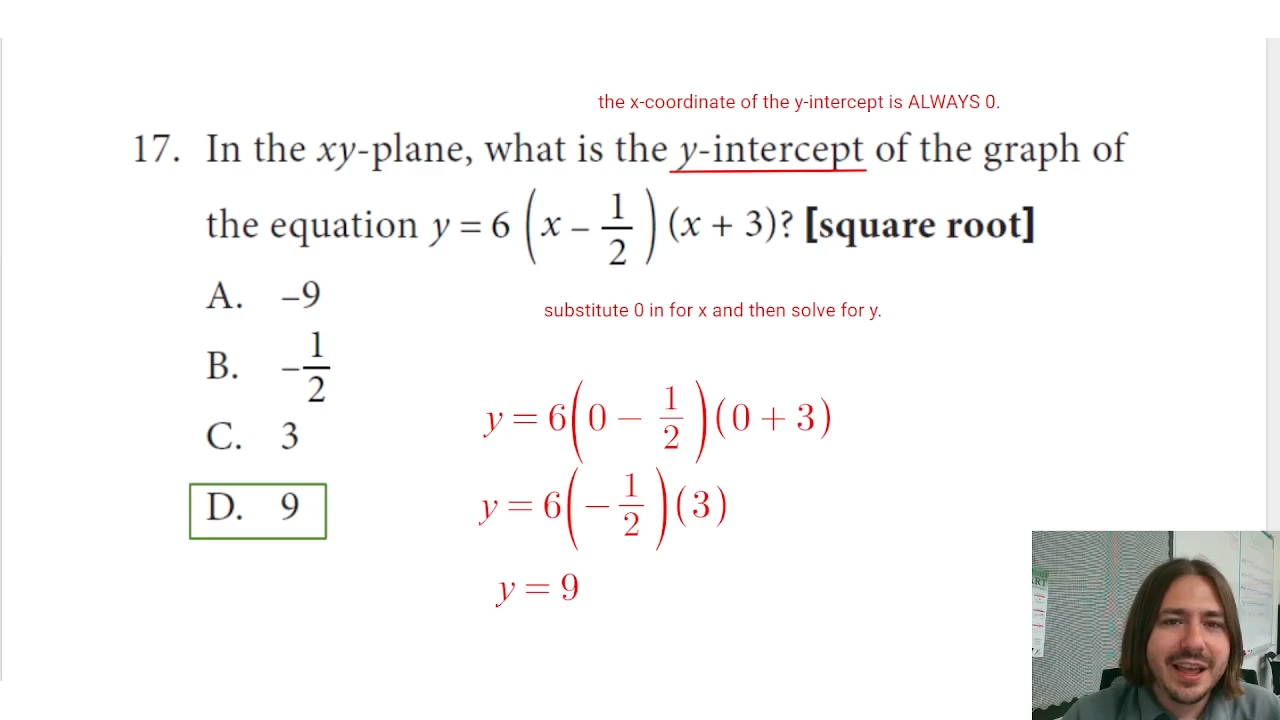 the x-coordinate of the y-intercept is ALWAYS 0.
17. In the xy-plane, what is the y-intercept of the graph of
the equation y = 6 (x – 1/2) (x + 3)? [square root]
A. –9
substitute 0 in for x and then solve for y.
B. –1/2
y = 6(0 – 1/2)(0 + 3)
C. 3
D. 9
y = 6(–1/2)(3)
y = 9